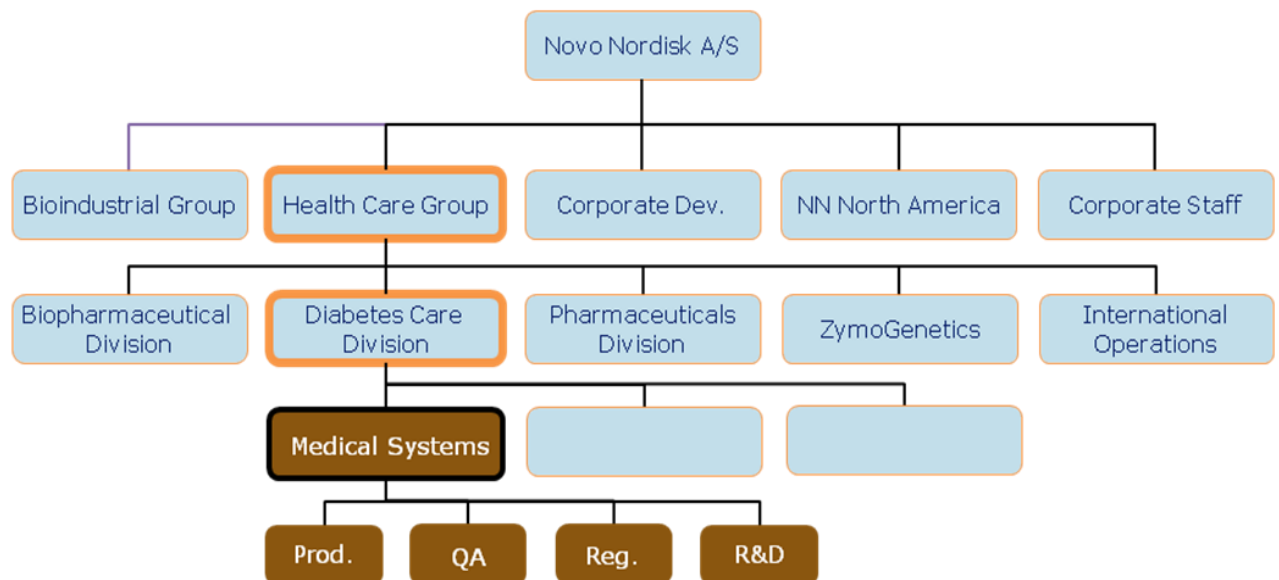 Novo Nordisk A/S
Bioindustrial Group
Health Care Group
Corporate Dev.
NN North America
Corporate Staff
Biopharmaceutical
Division
Diabetes Care
Division
Pharmaceuticals
Division
ZymoGenetics
International
Operations
Medical Systems
Prod.
QA
Reg.
R&D